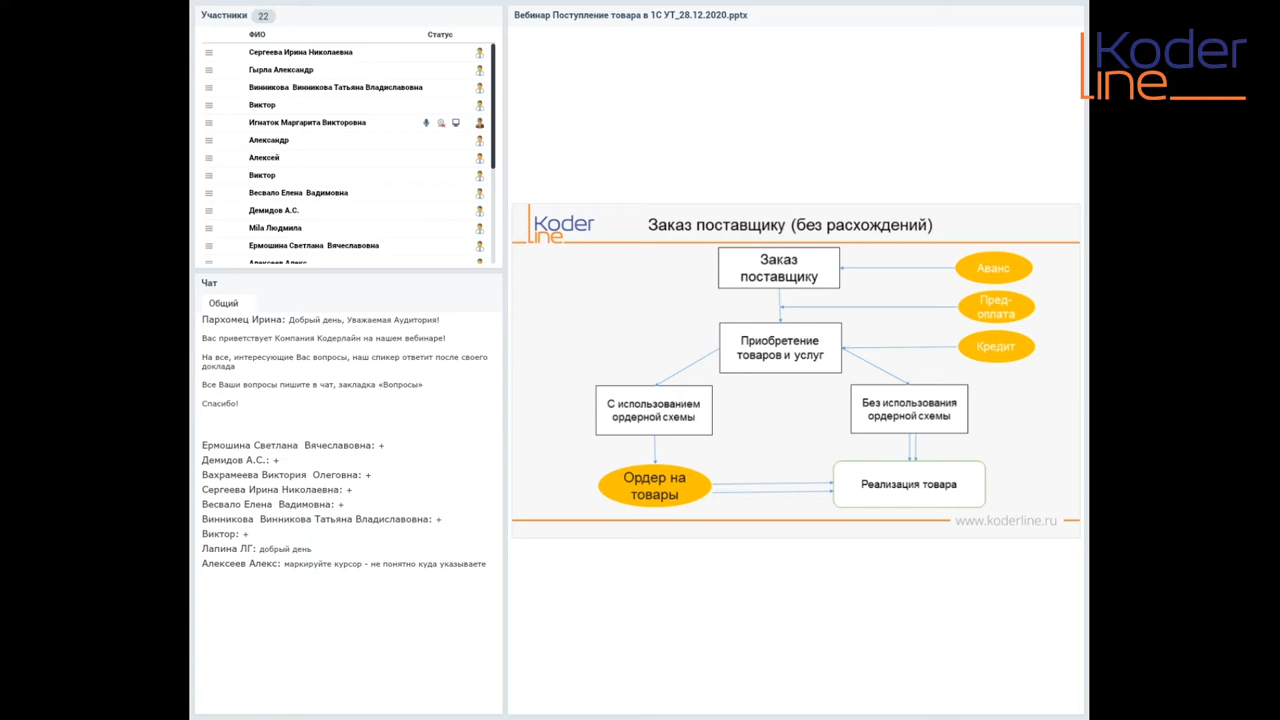 Участники 22
ФИО Статус
Сергеева Ирина Николаевна
Гырла Александр
Винникова Винникова Татьяна Владиславовна
Виктор
Игнаток Маргарита Викторовна
Александр
Алексей
Виктор
Весвало Елена Вадимовна
Демидов А.С.
Mila Людмила
Ермошина Светлана Вячеславовна
Алексеев Алекс
Чат
Общий
Пархомец Ирина: Добрый день, Уважаемая Аудитория!
Вас приветствует Компания Кодерлайн на нашем вебинаре!
На все, интересующие Вас вопросы, наш спикер ответит после своего
доклада
Все Ваши вопросы пишите в чат, закладка «Вопросы»
Спасибо!
Ермошина Светлана Вячеславовна: +
Демидов А.С.: +
Вахрамеева Виктория Олеговна: +
Сергеева Ирина Николаевна: +
Весвало Елена Вадимовна: +
Винникова Винникова Татьяна Владиславовна: +
Виктор: +
Лапина ЛГ: добрый день
Алексеев Алекс: маркируйте курсор - не понятно куда указываете
Вебинар Поступление товара в 1С УТ_28.12.2020.pptx
Koder
line
Koder
line
Заказ поставщику (без расхождений)
Заказ
поставщику
Аванс
Пред-
оплата
Приобретение
товаров и услуг
Кредит
С использованием
ордерной схемы
Без использования
ордерной схемы
Ордер на
товары
Реализация товара
www.koderline.ru